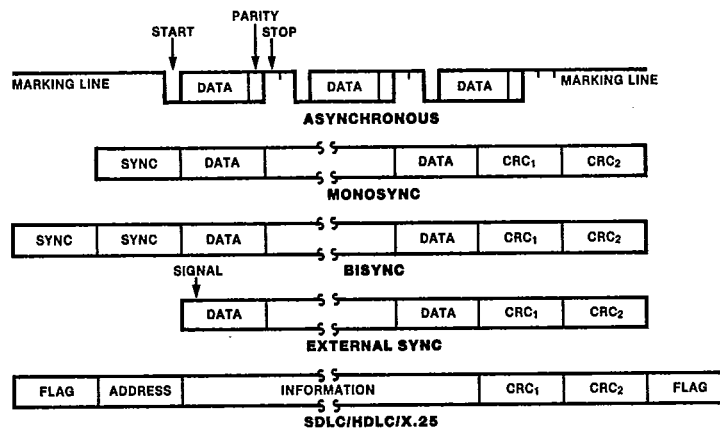 PARITY
START STOP
MARKING LINE DATA DATA DATA MARKING LINE
ASYNCHRONOUS
SYNC DATA DATA CRC1 CRC2
MONOSYNC
SYNC SYNC DATA DATA CRC1 CRC2
BISYNC
SIGNAL
DATA DATA CRC1 CRC2
EXTERNAL SYNC
FLAG ADDRESS INFORMATION CRC1 CRC2 FLAG
SDLC/HDLC/X.25